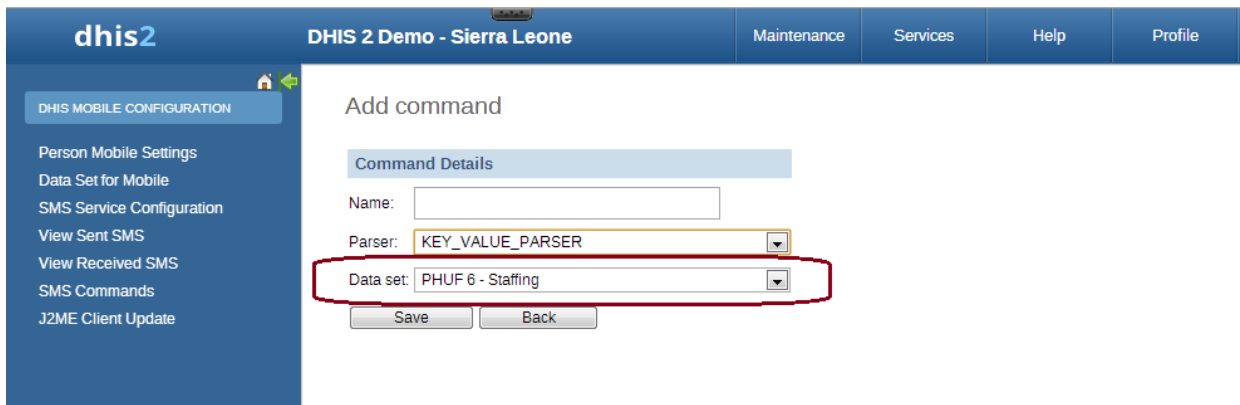 dhis2
DHIS 2 Demo - Sierra Leone
Maintenance
Services
Help
Profile
DHIS MOBILE CONFIGURATION
Person Mobile Settings
Data Set for Mobile
SMS Service Configuration
View Sent SMS
View Received SMS
SMS Commands
J2ME Client Update
Add command
Command Details
Name:
Parser: KEY_VALUE_PARSER
Data set: PHUF 6 - Staffing
Save Back